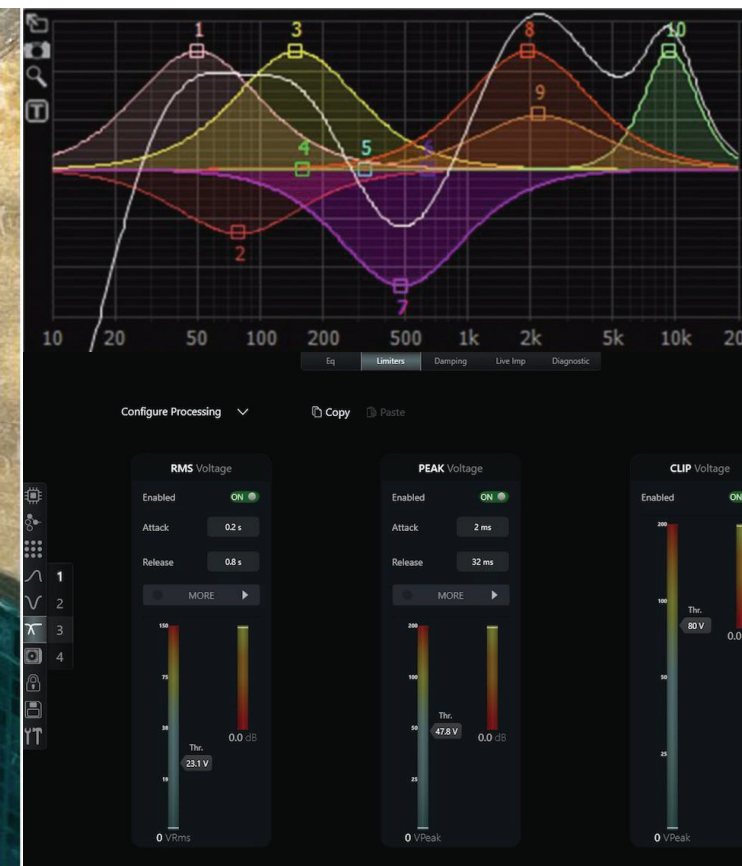 1 3 8 10
9
4 5 6
2
7
T
10 20 50 100 200 500 1k 2k 5k 10k 20
Eq Limiters Damping Live Imp Diagnostic
Configure Processing Copy Paste
RMS Voltage PEAK Voltage CLIP Voltage
Enabled ON Enabled ON Enabled ON
Attack 0.2 s Attack 2 ms
Release 0.8 s Release 32 ms
MORE MORE
1
2
3
4
150 200 200
75 100 100
38 50 50
19 25 25
Thr. Thr. Thr.
23.1 V 47.8 V 80 V
0.0 dB 0.0 dB 0.0
0 VRms 0 VPeak 0 VPeak